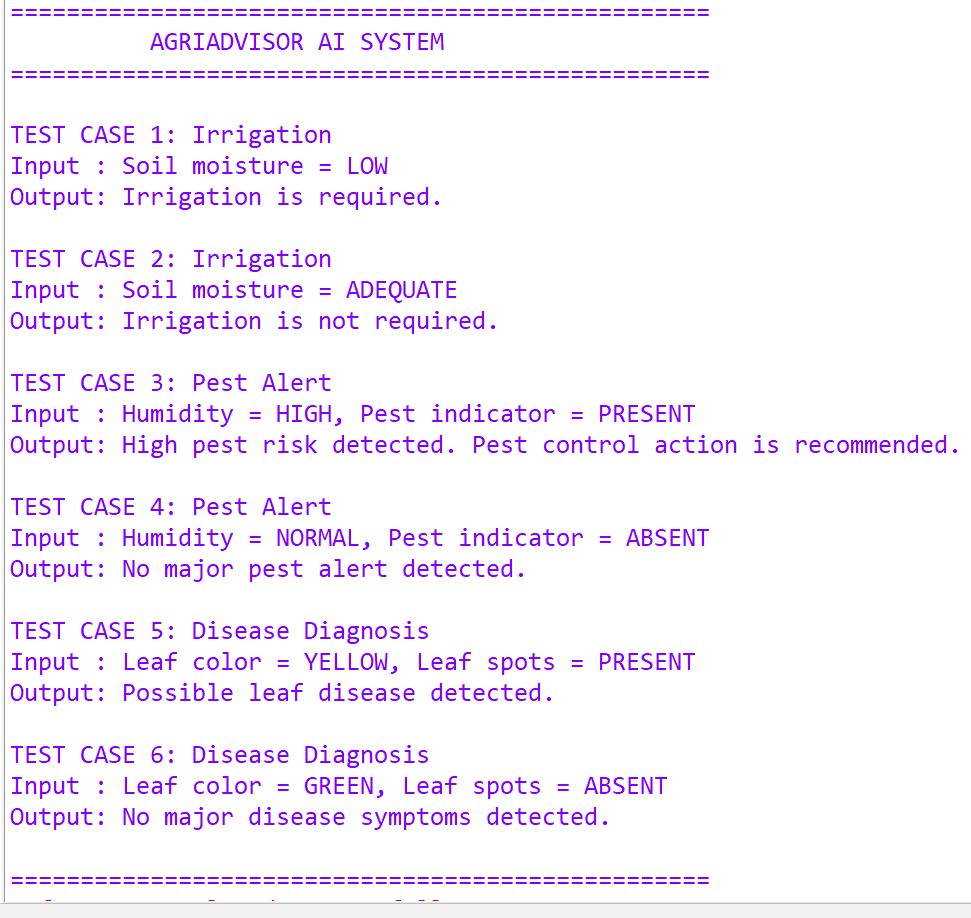 ==================================================
AGRIADVISOR AI SYSTEM
==================================================
TEST CASE 1: Irrigation
Input : Soil moisture = LOW
Output: Irrigation is required.
TEST CASE 2: Irrigation
Input : Soil moisture = ADEQUATE
Output: Irrigation is not required.
TEST CASE 3: Pest Alert
Input : Humidity = HIGH, Pest indicator = PRESENT
Output: High pest risk detected. Pest control action is recommended.
TEST CASE 4: Pest Alert
Input : Humidity = NORMAL, Pest indicator = ABSENT
Output: No major pest alert detected.
TEST CASE 5: Disease Diagnosis
Input : Leaf color = YELLOW, Leaf spots = PRESENT
Output: Possible leaf disease detected.
TEST CASE 6: Disease Diagnosis
Input : Leaf color = GREEN, Leaf spots = ABSENT
Output: No major disease symptoms detected.
==================================================